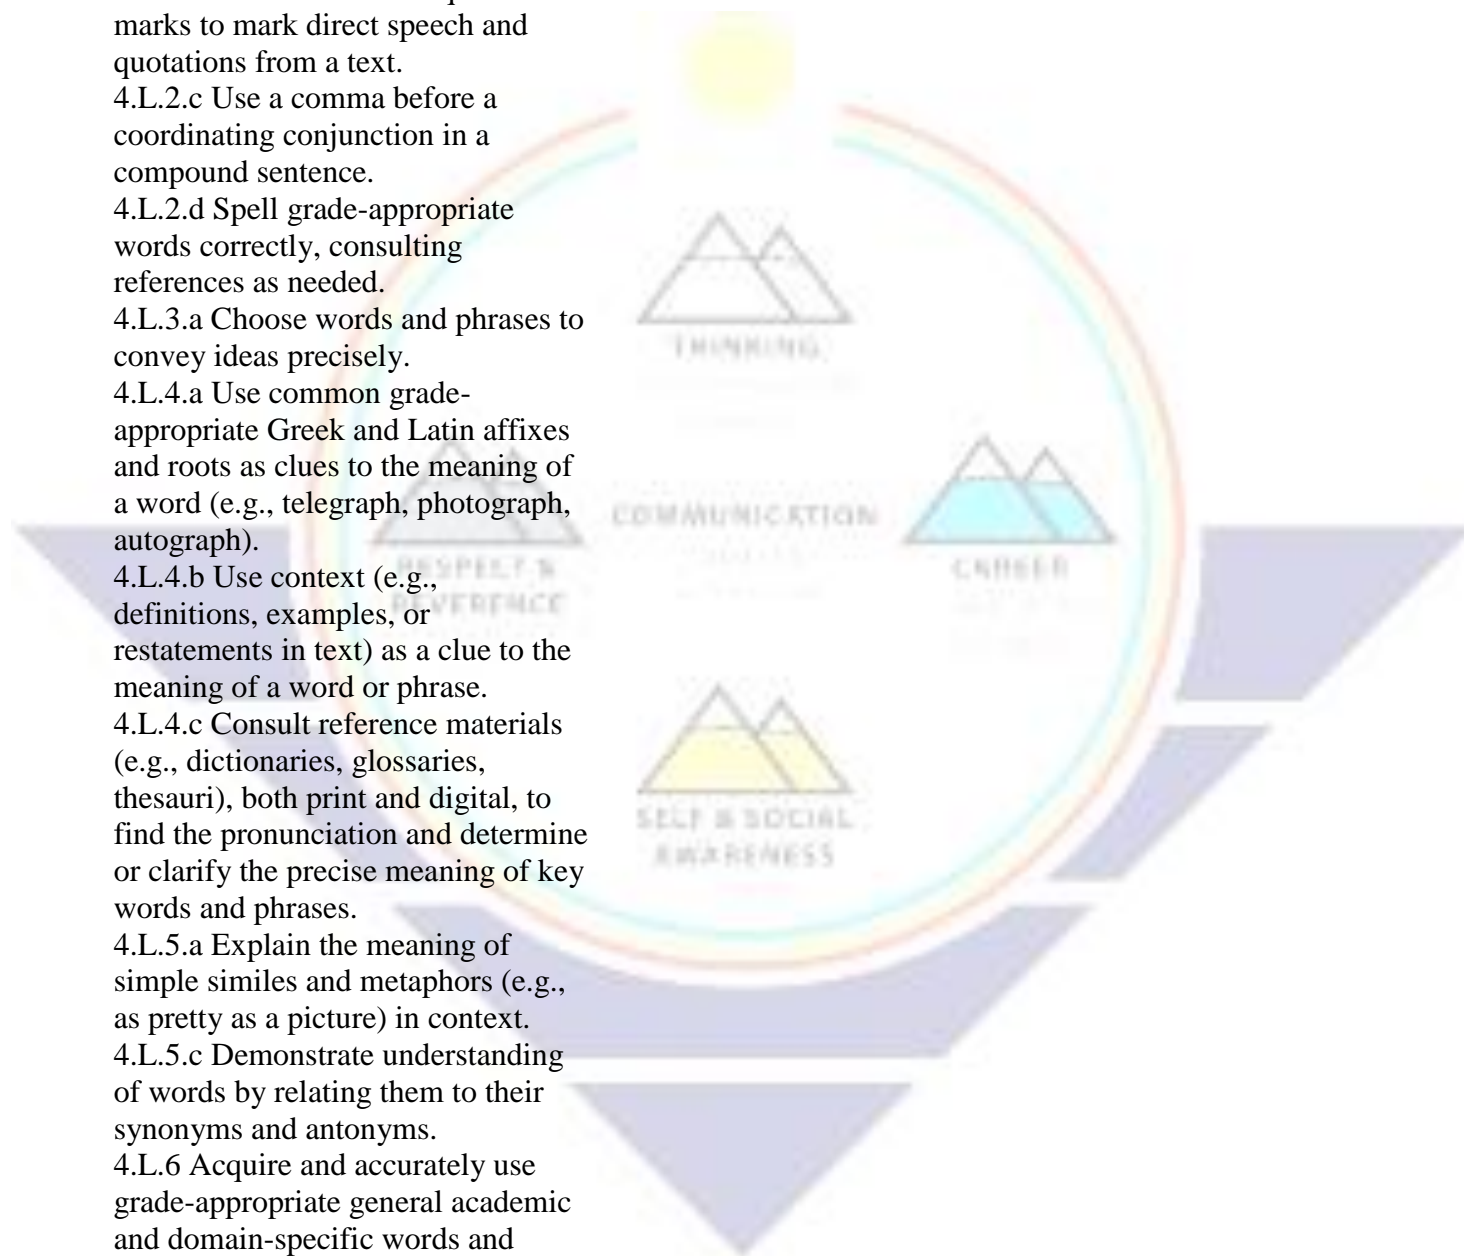 marks to mark direct speech and
quotations from a text.
4.L.2.c Use a comma before a
coordinating conjunction in a
compound sentence.
4.L.2.d Spell grade-appropriate
words correctly, consulting
references as needed.
4.L.3.a Choose words and phrases to
convey ideas precisely.
4.L.4.a Use common grade-
appropriate Greek and Latin affixes
and roots as clues to the meaning of
a word (e.g., telegraph, photograph,
autograph).
4.L.4.b Use context (e.g.,
definitions, examples, or
restatements in text) as a clue to the
meaning of a word or phrase.
4.L.4.c Consult reference materials
(e.g., dictionaries, glossaries,
thesauri), both print and digital, to
find the pronunciation and determine
or clarify the precise meaning of key
words and phrases.
4.L.5.a Explain the meaning of
simple similes and metaphors (e.g.,
as pretty as a picture) in context.
4.L.5.c Demonstrate understanding
of words by relating them to their
synonyms and antonyms.
4.L.6 Acquire and accurately use
grade-appropriate general academic
and domain-specific words and
THINKING
RESPECT &
REVERENCE
COMMUNICATION
CAREER
SELF & SOCIAL
AWARENESS